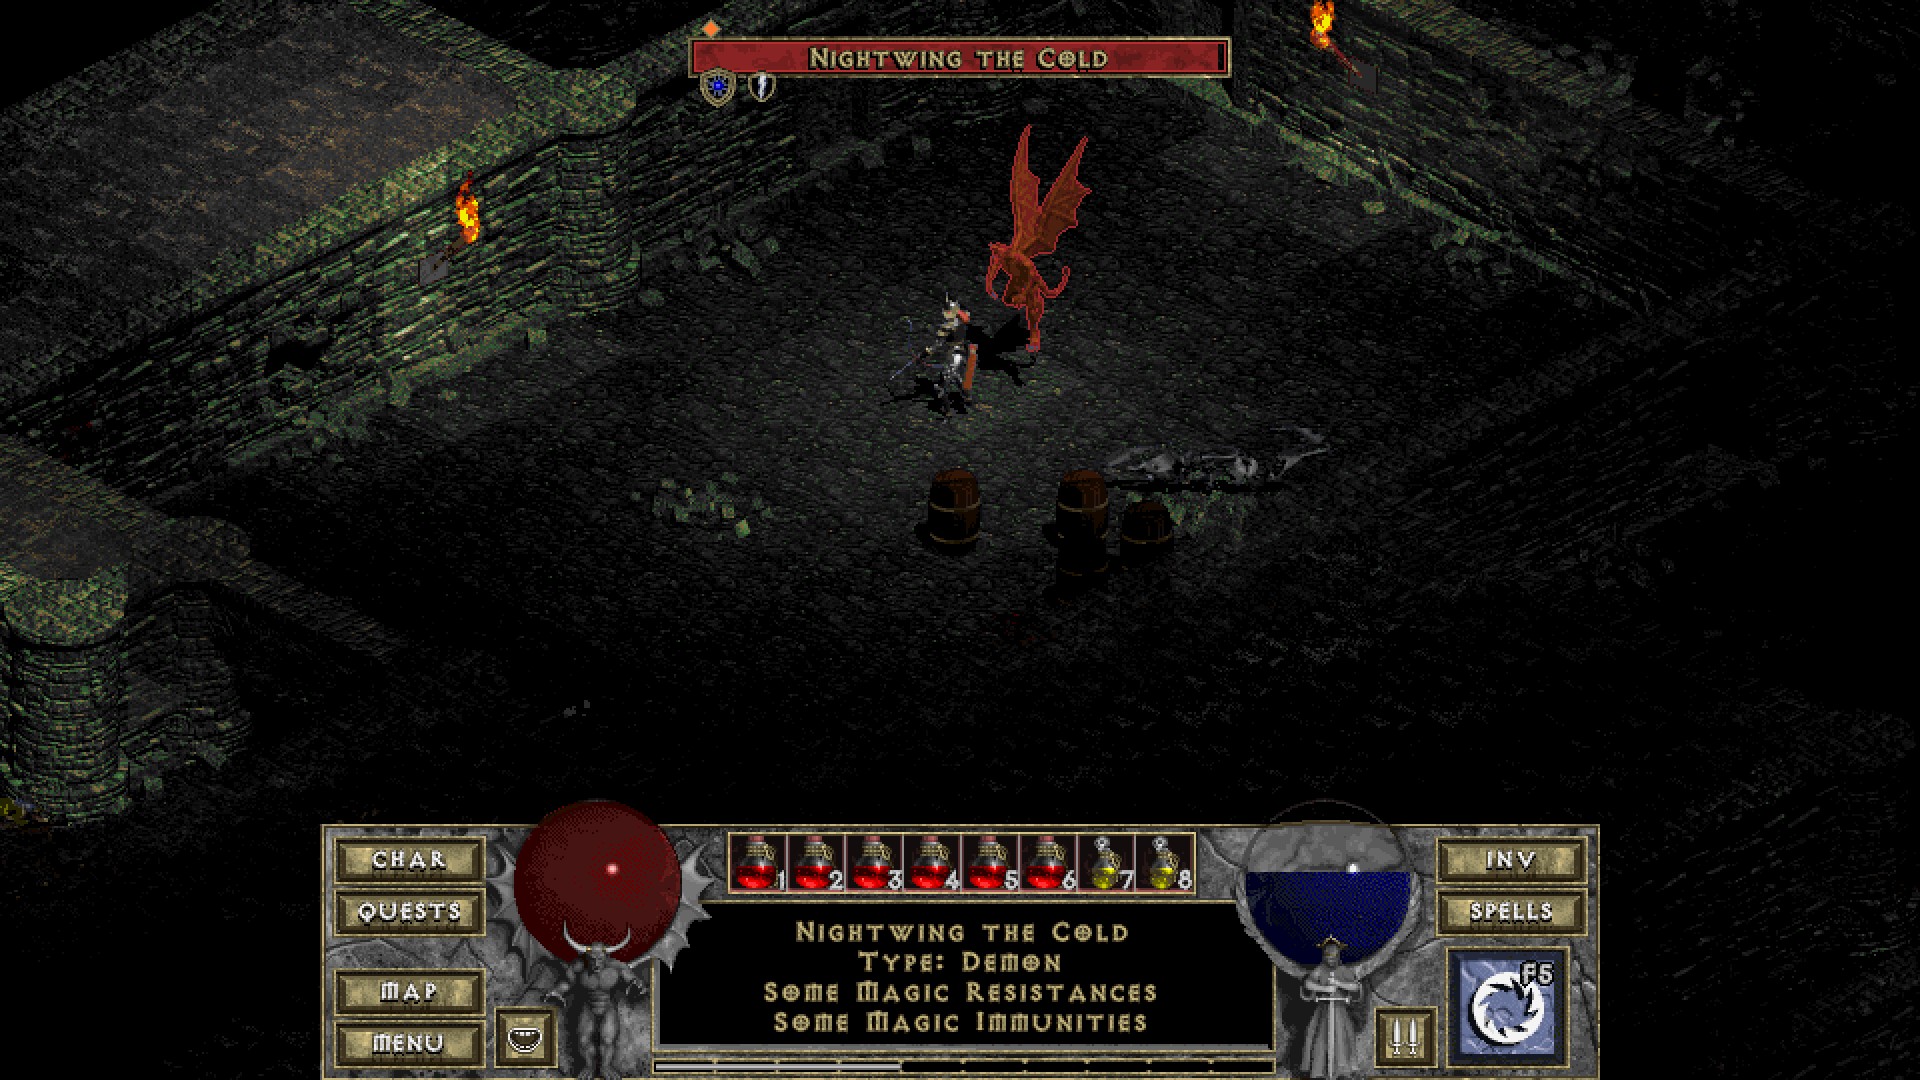 Nightwing the Cold
CHAR
QUESTS
MAP
MENU
1 2 3 4 5 6 7 8
Nightwing the Cold
Type: Demon
Some Magic Resistances
Some Magic Immunities
INV
SPELLS
F5